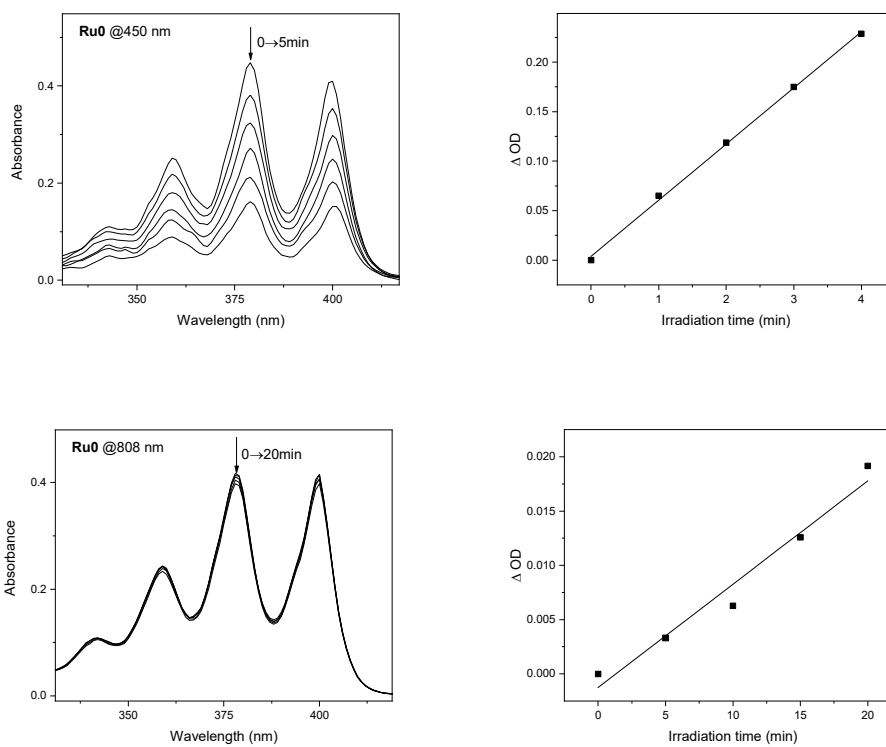 Ru0 @450 nm
0→5min
0.4
0.2
0.0
Absorbance
350
375
400
Wavelength (nm)
0.20
0.15
0.10
0.05
0.00
Δ OD
0
1
2
3
4
Irradiation time (min)
Ru0 @808 nm
0→20min
0.4
0.2
0.0
Absorbance
350
375
400
Wavelength (nm)
0.020
0.015
0.010
0.005
0.000
Δ OD
0
5
10
15
20
Irradiation time (min)